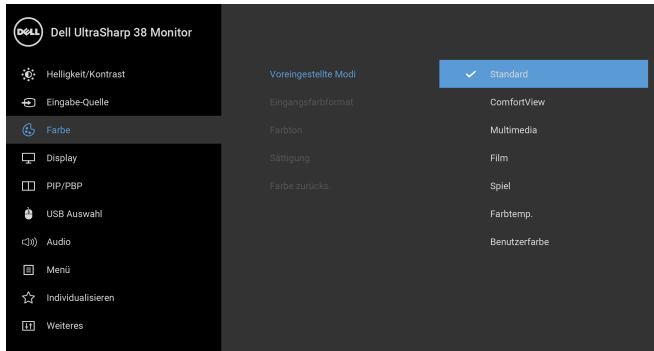 DELL Dell UltraSharp 38 Monitor
Helligkeit/Kontrast
Eingabe-Quelle
Farbe
Display
PIP/PBP
USB Auswahl
Audio
Menü
Individualisieren
Weiteres
Voreingestellte Modi
Eingangsfarbformat
Farbton
Sättigung
Farbe zurücks.
Standard
ComfortView
Multimedia
Film
Spiel
Farbtemp.
Benutzerfarbe